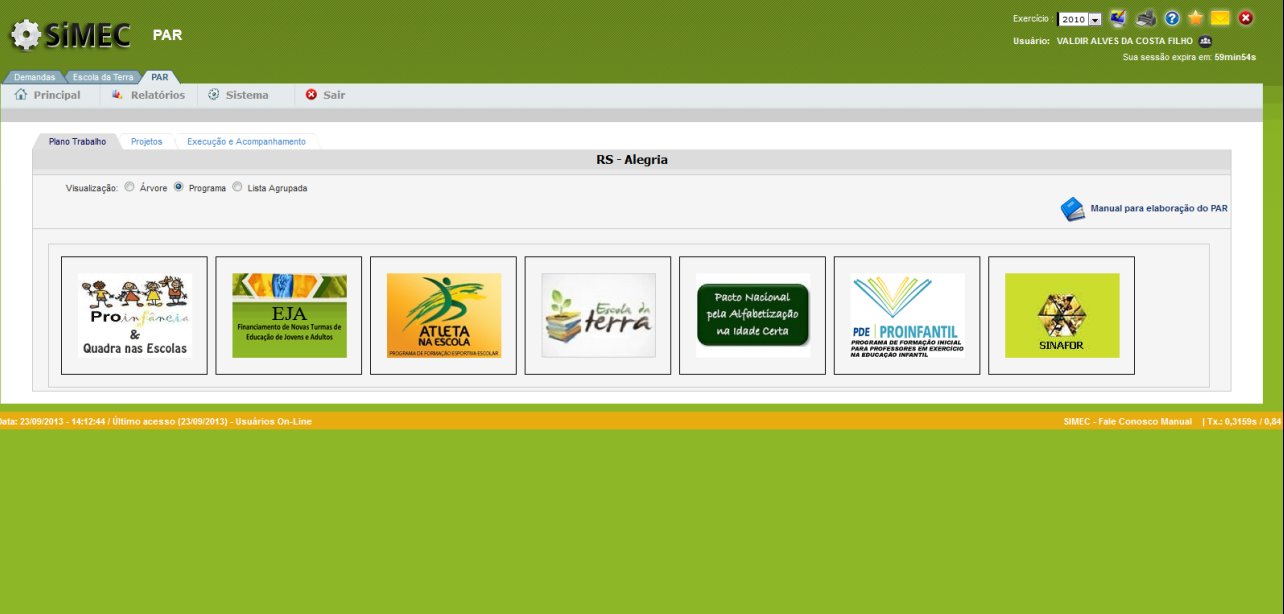 SiMEC PAR
Exercício : 2010
Usuário: VALDIR ALVES DA COSTA FILHO
Sua sessão expira em: 59min54s
Demandas Escola da Terra PAR
Principal Relatórios Sistema Sair
Plano Trabalho Projetos Execução e Acompanhamento
RS - Alegria
Visualização: Árvore Programa Lista Agrupada
Manual para elaboração do PAR
Proinfância
&
Quadra nas Escolas
EJA
Financiamento de Novas Turmas de
Educação de Jovens e Adultos
ATLETA
NA ESCOLA
PROGRAMA DE FORMAÇÃO ESPORTIVA ESCOLAR
Escola da
terra
Pacto Nacional
pela Alfabetização
na Idade Certa
PDE | PROINFANTIL
PROGRAMA DE FORMAÇÃO INICIAL
PARA PROFESSORES EM EXERCÍCIO
NA EDUCAÇÃO INFANTIL
SINAFOR
Data: 23/09/2013 - 14:12:44 / Último acesso (23/09/2013) - Usuários On-Line
SIMEC - Fale Conosco Manual | Tx.: 0,3159s / 0,84